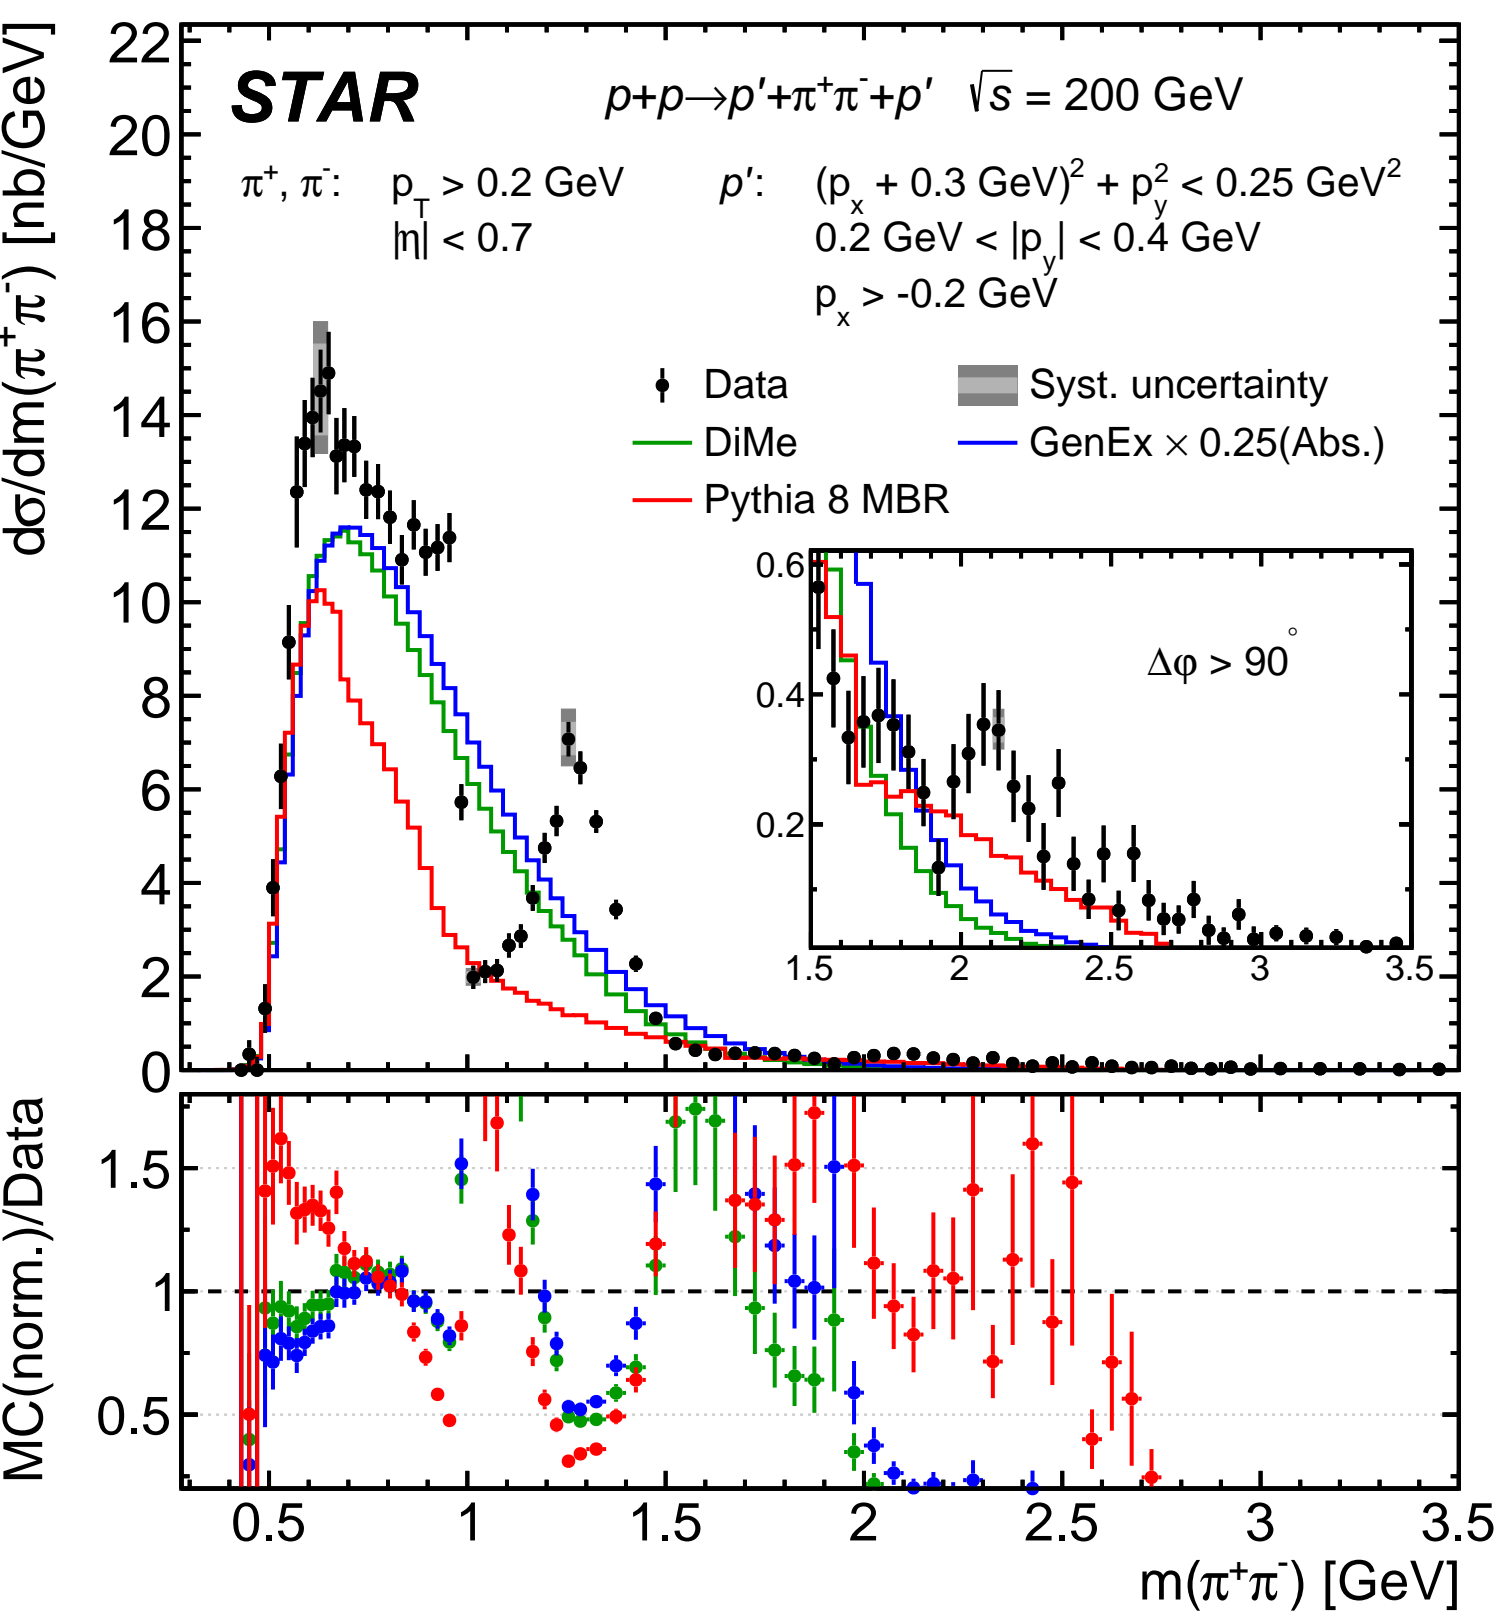 STAR p+p→p′+π⁺π⁻+p′ √s = 200 GeV
π⁺, π⁻: p_T > 0.2 GeV p′: (p_x + 0.3 GeV)² + p_y² < 0.25 GeV²
|η| < 0.7 0.2 GeV < |p_y| < 0.4 GeV
p_x > -0.2 GeV
Data Syst. uncertainty
DiMe GenEx × 0.25(Abs.)
Pythia 8 MBR
dσ/dm(π⁺π⁻) [nb/GeV]
22
20
18
16
14
12
10
8
6
4
2
0
Δφ > 90°
0.6
0.4
0.2
1.5 2 2.5 3 3.5
MC(norm.)/Data
1.5
1
0.5
0.5 1 1.5 2 2.5 3 3.5
m(π⁺π⁻) [GeV]